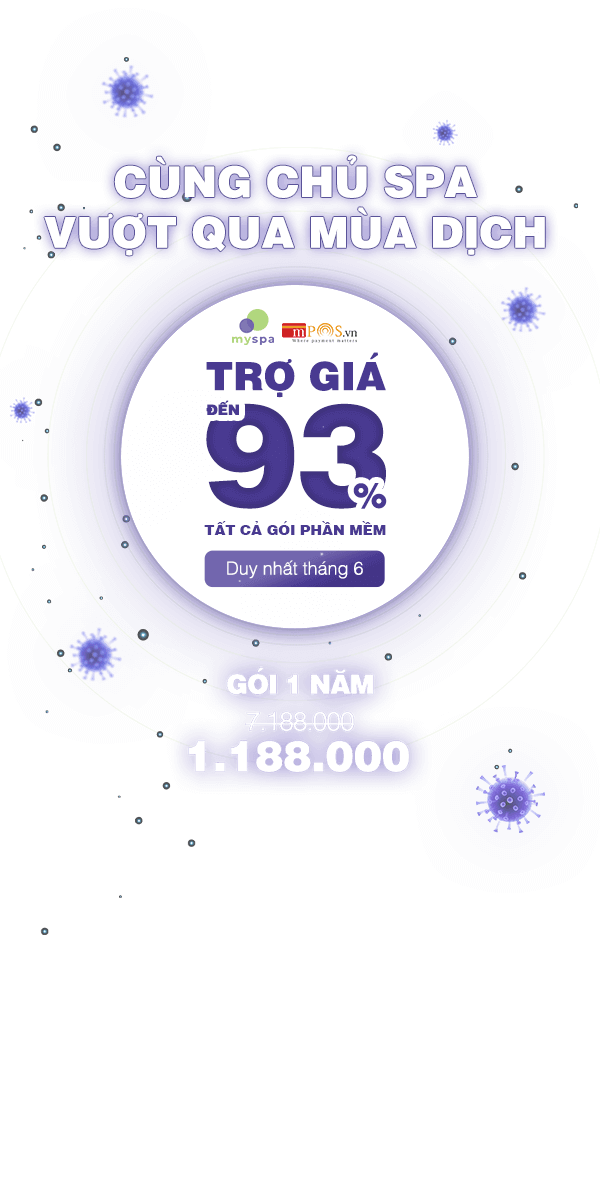 CÙNG CHỦ SPA
VƯỢT QUA MÙA DỊCH
myspa mPOS.vn
Where payment matters
TRỢ GIÁ
ĐẾN
93%
TẤT CẢ GÓI PHẦN MỀM
Duy nhất tháng 6
GÓI 1 NĂM
7.188.000
1.188.000